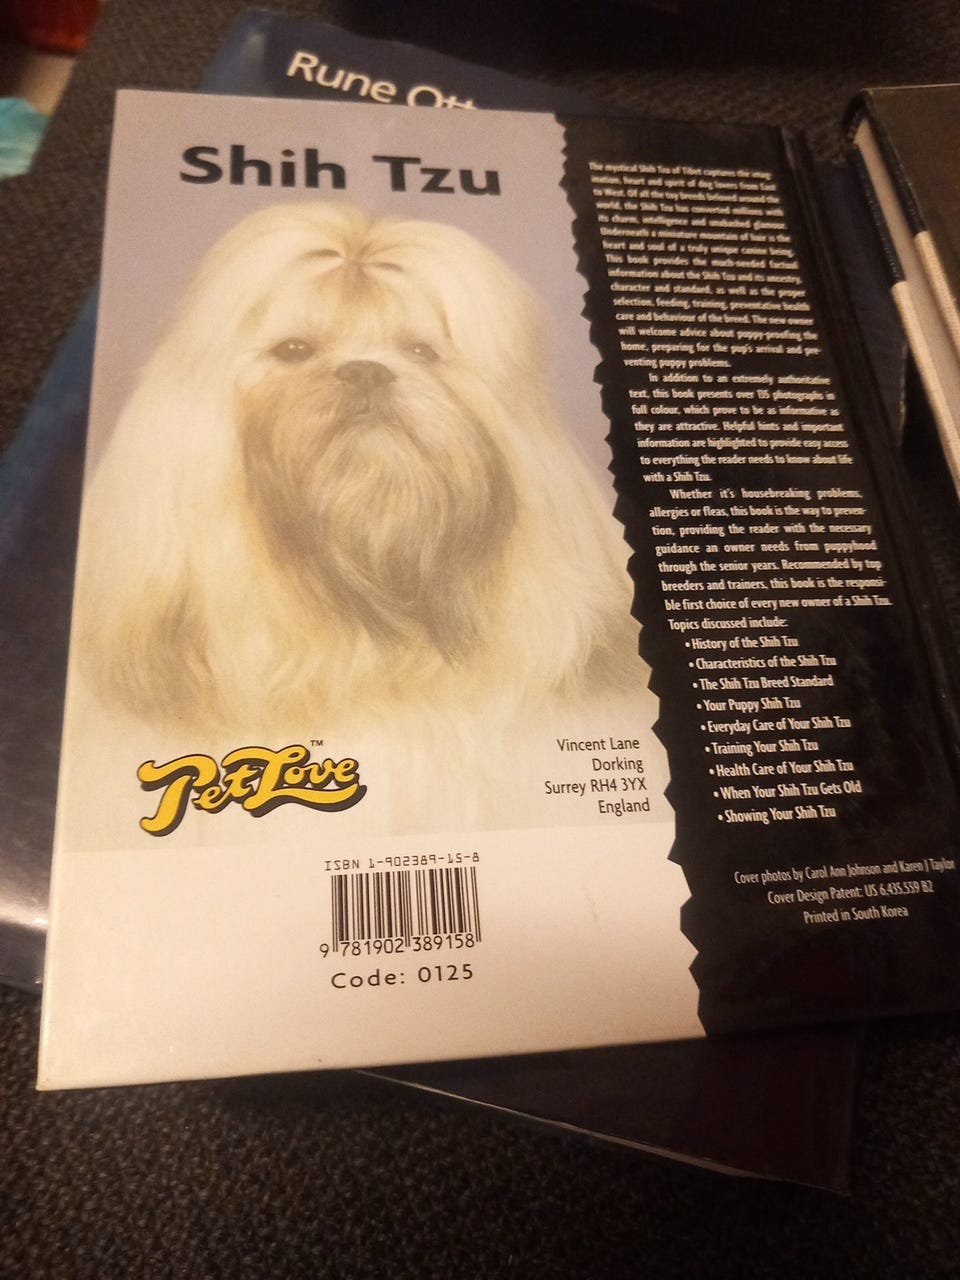 Rune Ott
Shih Tzu
The mystical Shih Tzu of Tibet captures the imag-
ination, heart and spirit of dog lovers from East
to West. Of all the toy breeds beloved around the
world, the Shih Tzu has converted millions with
its charm, intelligence and unabashed glamour.
Underneath a miniature mountain of hair is the
heart and soul of a truly unique canine being.
This book provides the much-needed factual
information about the Shih Tzu and its ancestry,
character and standard, as well as the proper
selection, feeding, training, preventative health
care and behaviour of the breed. The new owner
will welcome advice about puppy-proofing the
home, preparing for the pup's arrival and pre-
venting puppy problems.
In addition to an extremely authoritative
text, this book presents over 135 photographs in
full colour, which prove to be as informative as
they are attractive. Helpful hints and important
information are highlighted to provide easy access
to everything the reader needs to know about life
with a Shih Tzu.
Whether it's housebreaking problems,
allergies or fleas, this book is the way to preven-
tion, providing the reader with the necessary
guidance an owner needs from puppyhood
through the senior years. Recommended by top
breeders and trainers, this book is the responsi-
ble first choice of every new owner of a Shih Tzu.
Topics discussed include:
• History of the Shih Tzu
• Characteristics of the Shih Tzu
• The Shih Tzu Breed Standard
• Your Puppy Shih Tzu
• Everyday Care of Your Shih Tzu
• Training Your Shih Tzu
• Health Care of Your Shih Tzu
• When Your Shih Tzu Gets Old
• Showing Your Shih Tzu
Cover photos by Carol Ann Johnson and Karen J Taylor
Cover Design Patent: US 6,435,559 B2
Printed in South Korea
PetLove™
Vincent Lane
Dorking
Surrey RH4 3YX
England
ISBN 1-902389-15-8
9 781902 389158
Code: 0125